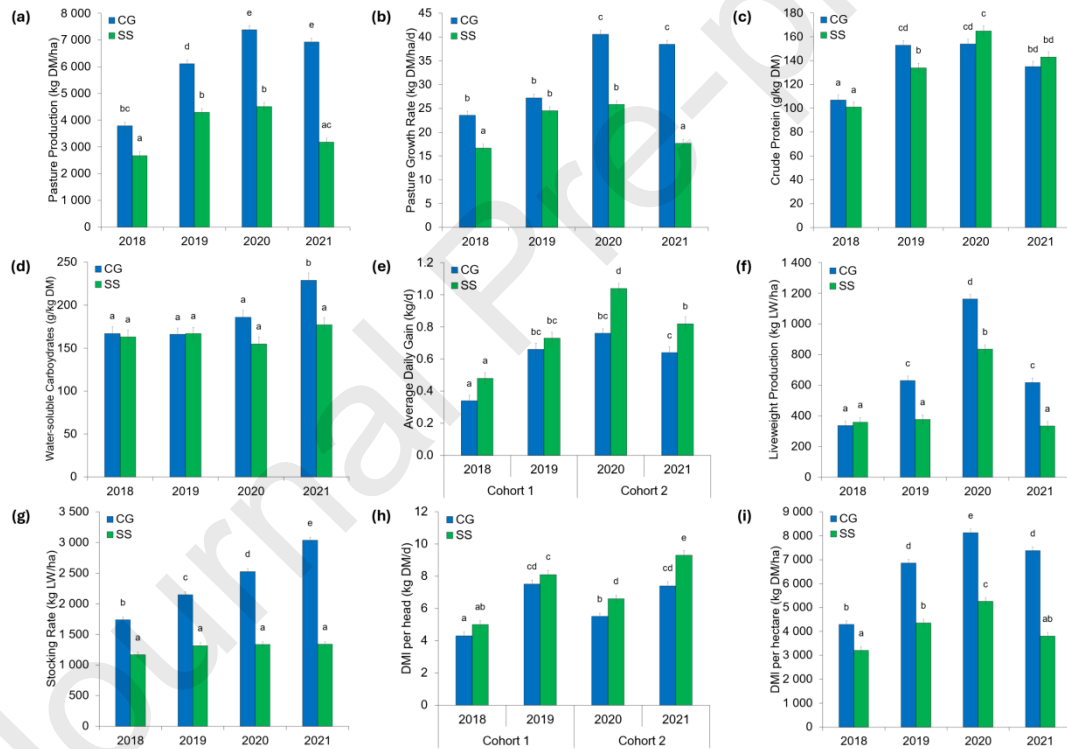 (a)
CG
SS
Pasture Production (kg DM/ha)
8 000
7 000
6 000
5 000
4 000
3 000
2 000
1 000
0
bc a d b e b e ac
2018 2019 2020 2021
(b)
CG
SS
Pasture Growth Rate (kg DM/ha/d)
45
40
35
30
25
20
15
10
5
0
b a b b c b c a
2018 2019 2020 2021
(c)
CG
SS
Crude Protein (g/kg DM)
180
160
140
120
100
80
60
40
20
0
a a cd b cd c bd bd
2018 2019 2020 2021
(d)
CG
SS
Water-soluble Carboydrates (g/kg DM)
250
200
150
100
50
0
a a a a a a b a
2018 2019 2020 2021
(e)
CG
SS
Average Daily Gain (kg/d)
1.2
1.0
0.8
0.6
0.4
0.2
0.0
a a bc bc bc d c b
2018 2019 2020 2021
Cohort 1 Cohort 2
(f)
CG
SS
Liveweight Production (kg LW/ha)
1 400
1 200
1 000
800
600
400
200
0
a a c a d b c a
2018 2019 2020 2021
(g)
CG
SS
Stocking Rate (kg LW/ha)
3 500
3 000
2 500
2 000
1 500
1 000
500
0
b a c a d a e a
2018 2019 2020 2021
(h)
CG
SS
DMI per head (kg DM/d)
12
10
8
6
4
2
0
a ab cd c b d cd e
2018 2019 2020 2021
Cohort 1 Cohort 2
(i)
CG
SS
DMI per hectare (kg DM/ha)
9 000
8 000
7 000
6 000
5 000
4 000
3 000
2 000
1 000
0
b a d b e c d ab
2018 2019 2020 2021
Journal Pre-p